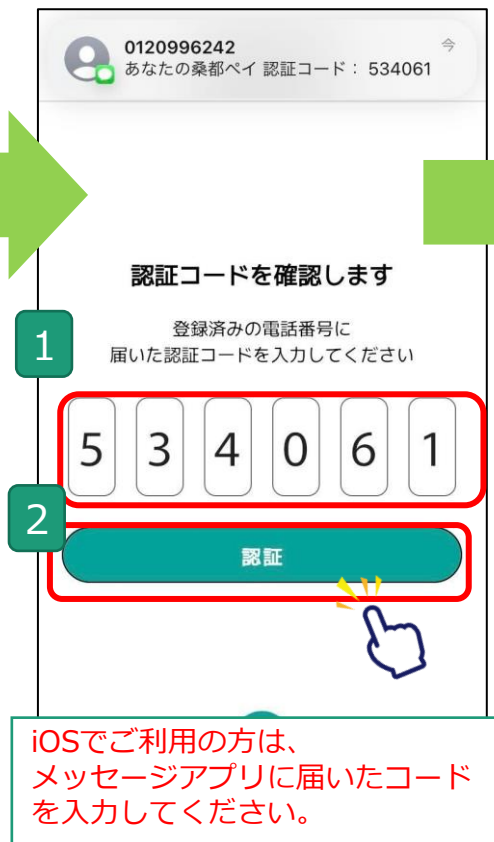 0120996242
今
あなたの桑都ペイ 認証コード： 534061
認証コードを確認します
1
登録済みの電話番号に
届いた認証コードを入力してください
5 3 4 0 6 1
2
認証
iOSでご利用の方は、
メッセージアプリに届いたコード
を入力してください。